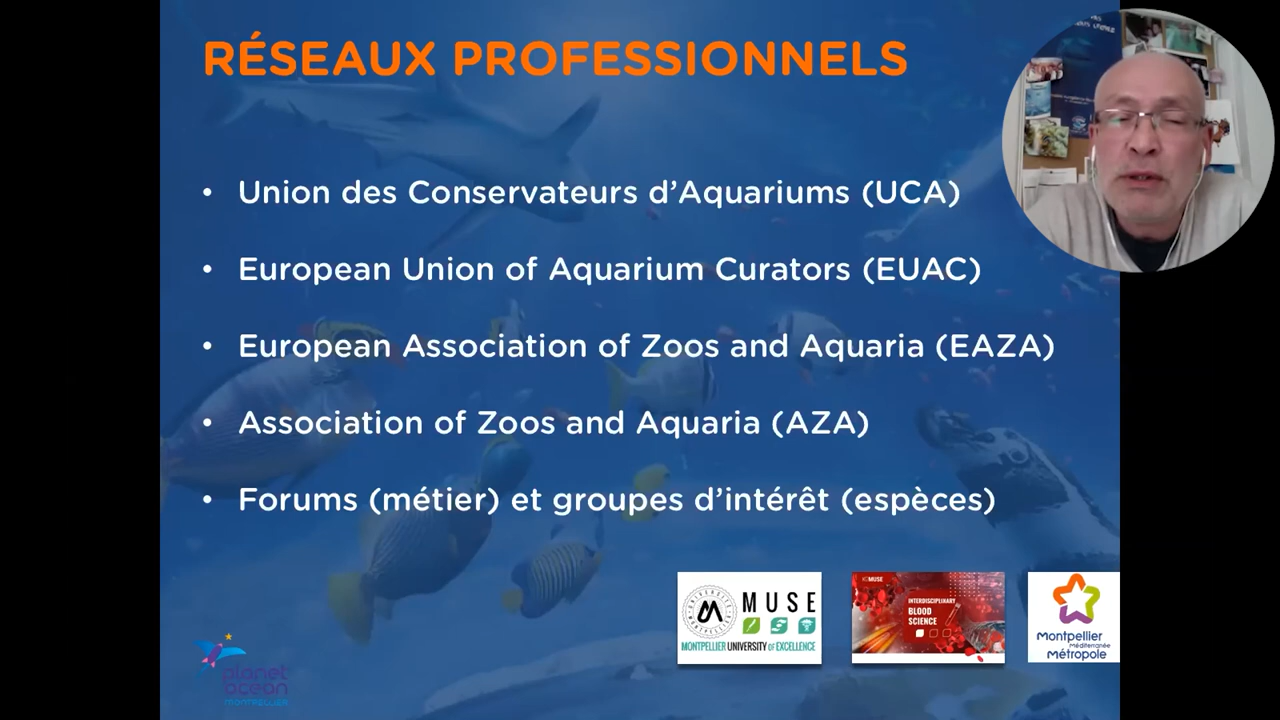 RÉSEAUX PROFESSIONNELS
• Union des Conservateurs d’Aquariums (UCA)
• European Union of Aquarium Curators (EUAC)
• European Association of Zoos and Aquaria (EAZA)
• Association of Zoos and Aquaria (AZA)
• Forums (métier) et groupes d’intérêt (espèces)
MUSE
MONTPELLIER UNIVERSITY OF EXCELLENCE
INTERDISCIPLINARY
BLOOD
SCIENCE
Montpellier
Méditerranée
Métropole
planet
ocean
MONTPELLIER